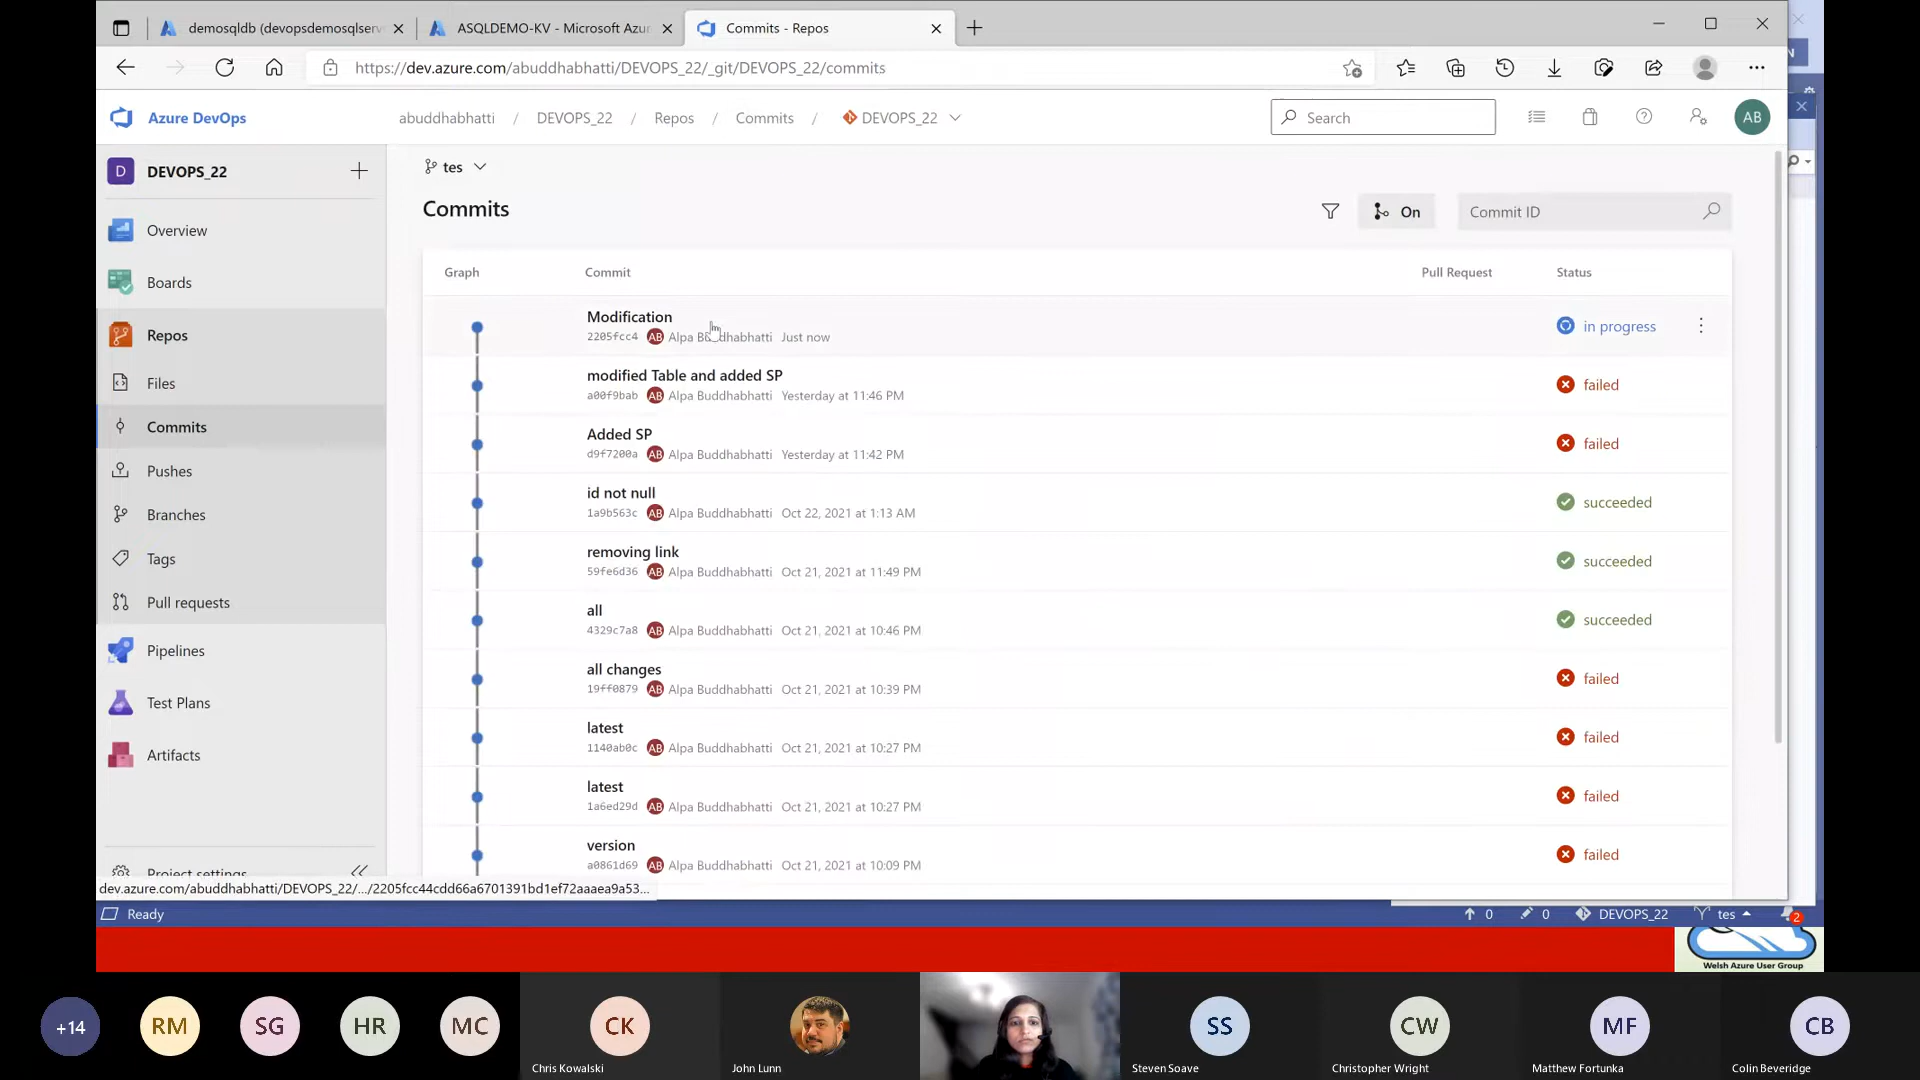 demosqldb (devopsdemosqlserv
ASQLDEMO-KV - Microsoft Azur
Commits - Repos
https://dev.azure.com/abuddhabhatti/DEVOPS_22/_git/DEVOPS_22/commits
Azure DevOps
abuddhabhatti / DEVOPS_22 / Repos / Commits / DEVOPS_22
Search
AB
D DEVOPS_22
tes
Overview
Boards
Repos
Files
Commits
Pushes
Branches
Tags
Pull requests
Pipelines
Test Plans
Artifacts
Project settings
Commits
On
Commit ID
Graph Commit Pull Request Status
Modification
2205fcc4 AB Alpa Buddhabhatti Just now
in progress
modified Table and added SP
a00f9bab AB Alpa Buddhabhatti Yesterday at 11:46 PM
failed
Added SP
d9f7200a AB Alpa Buddhabhatti Yesterday at 11:42 PM
failed
id not null
1a9b563c AB Alpa Buddhabhatti Oct 22, 2021 at 1:13 AM
succeeded
removing link
59fe6d36 AB Alpa Buddhabhatti Oct 21, 2021 at 11:49 PM
succeeded
all
4329c7a8 AB Alpa Buddhabhatti Oct 21, 2021 at 10:46 PM
succeeded
all changes
19ff0879 AB Alpa Buddhabhatti Oct 21, 2021 at 10:39 PM
failed
latest
1140ab0c AB Alpa Buddhabhatti Oct 21, 2021 at 10:27 PM
failed
latest
1a6ed29d AB Alpa Buddhabhatti Oct 21, 2021 at 10:27 PM
failed
version
a0861d69 AB Alpa Buddhabhatti Oct 21, 2021 at 10:09 PM
failed
dev.azure.com/abuddhabhatti/DEVOPS_22/.../2205fcc44cdd66a6701391bd1ef72aaaea9a53...
Ready
0 0 DEVOPS_22 tes 2
Welsh Azure User Group
+14 RM SG HR MC CK SS CW MF CB
Chris Kowalski
John Lunn
Steven Soave
Christopher Wright
Matthew Fortunka
Colin Beveridge